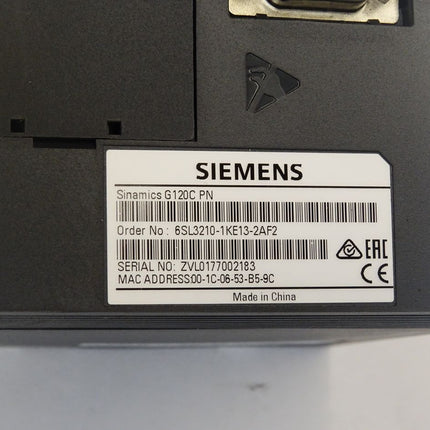 SIEMENS
Sinamics G120C PN
Order No : 6SL3210-1KE13-2AF2
EAC
SERIAL NO: ZVL0177002183
CE
MAC ADDRESS:00-1C-06-53-B5-9C
Made in China